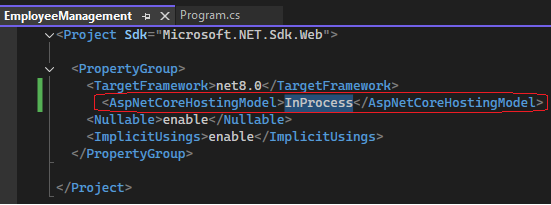 EmployeeManagement Program.cs
<Project Sdk="Microsoft.NET.Sdk.Web">
<PropertyGroup>
<TargetFramework>net8.0</TargetFramework>
<AspNetCoreHostingModel>InProcess</AspNetCoreHostingModel>
<Nullable>enable</Nullable>
<ImplicitUsings>enable</ImplicitUsings>
</PropertyGroup>
</Project>